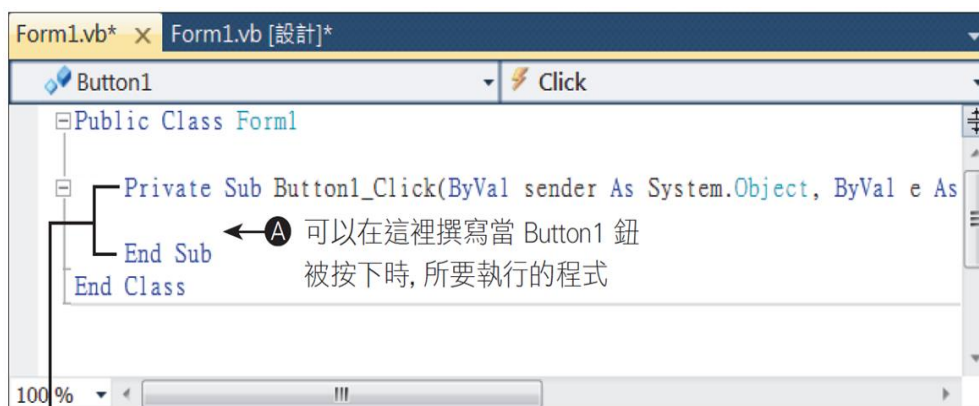 Form1.vb* × Form1.vb [設計]*
Button1 Click
Public Class Form1
Private Sub Button1_Click(ByVal sender As System.Object, ByVal e As
A 可以在這裡撰寫當 Button1 鈕
End Sub
被按下時, 所要執行的程式
End Class
100 %